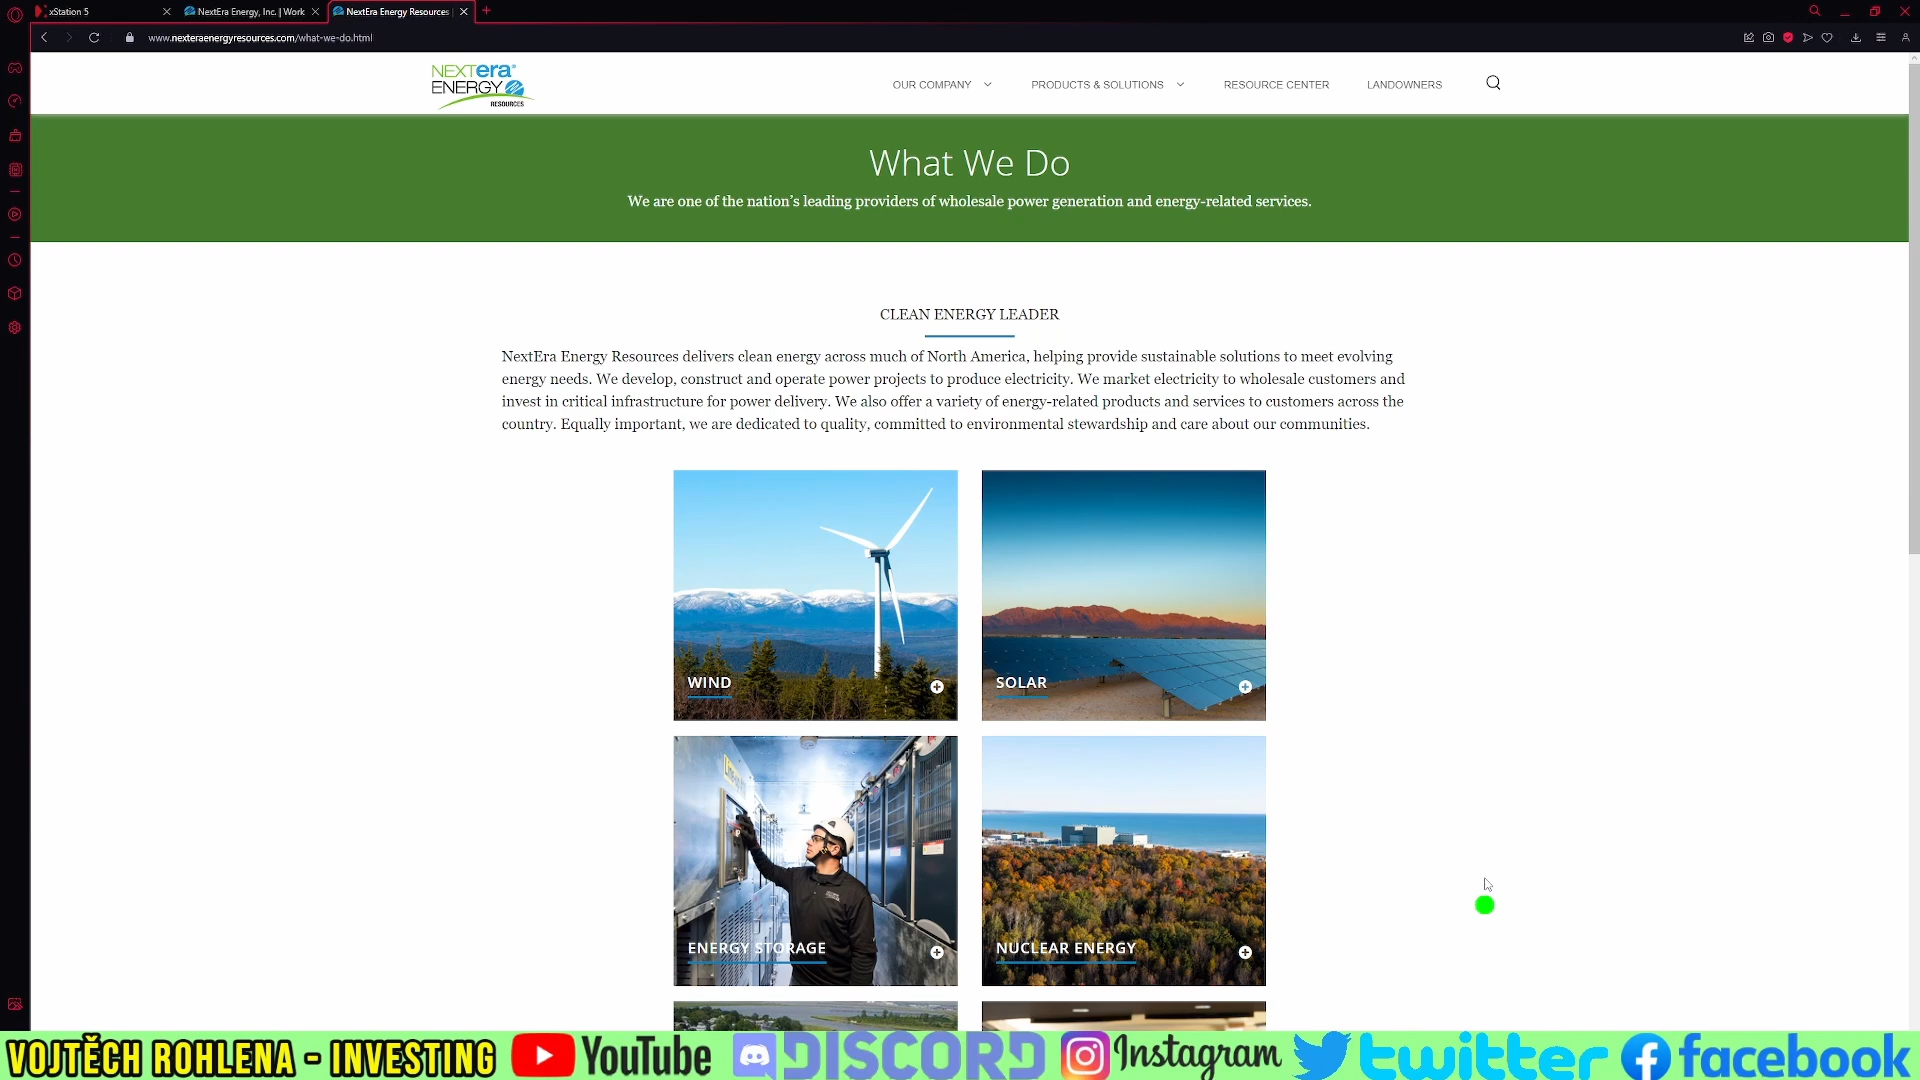 xStation 5
NextEra Energy, Inc. | Work
NextEra Energy Resources |
www.nexteraenergyresources.com/what-we-do.html
NEXTera®
ENERGY
RESOURCES
OUR COMPANY
PRODUCTS & SOLUTIONS
RESOURCE CENTER
LANDOWNERS
What We Do
We are one of the nation’s leading providers of wholesale power generation and energy-related services.
CLEAN ENERGY LEADER
NextEra Energy Resources delivers clean energy across much of North America, helping provide sustainable solutions to meet evolving
energy needs. We develop, construct and operate power projects to produce electricity. We market electricity to wholesale customers and
invest in critical infrastructure for power delivery. We also offer a variety of energy-related products and services to customers across the
country. Equally important, we are dedicated to quality, committed to environmental stewardship and care about our communities.
WIND
SOLAR
ENERGY STORAGE
NUCLEAR ENERGY
VOJTĚCH ROHLENA - INVESTING
YouTube
DISCORD
Instagram
twitter
facebook